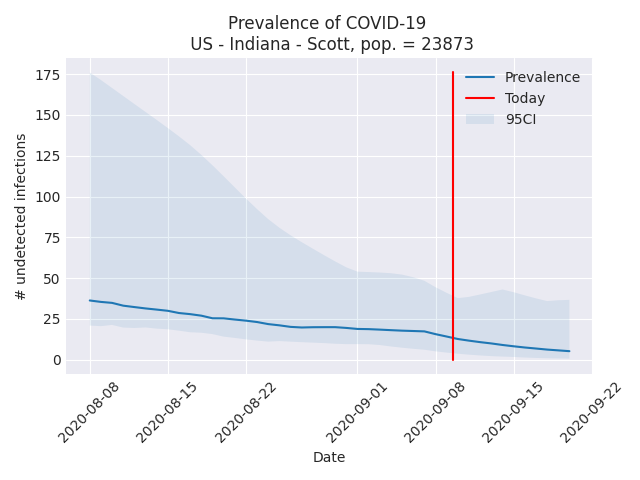 Prevalence of COVID-19
US - Indiana - Scott, pop. = 23873
Prevalence
Today
95CI
175
150
125
100
75
50
25
0
# undetected infections
2020-08-08
2020-08-15
2020-08-22
2020-09-01
2020-09-08
2020-09-15
2020-09-22
Date